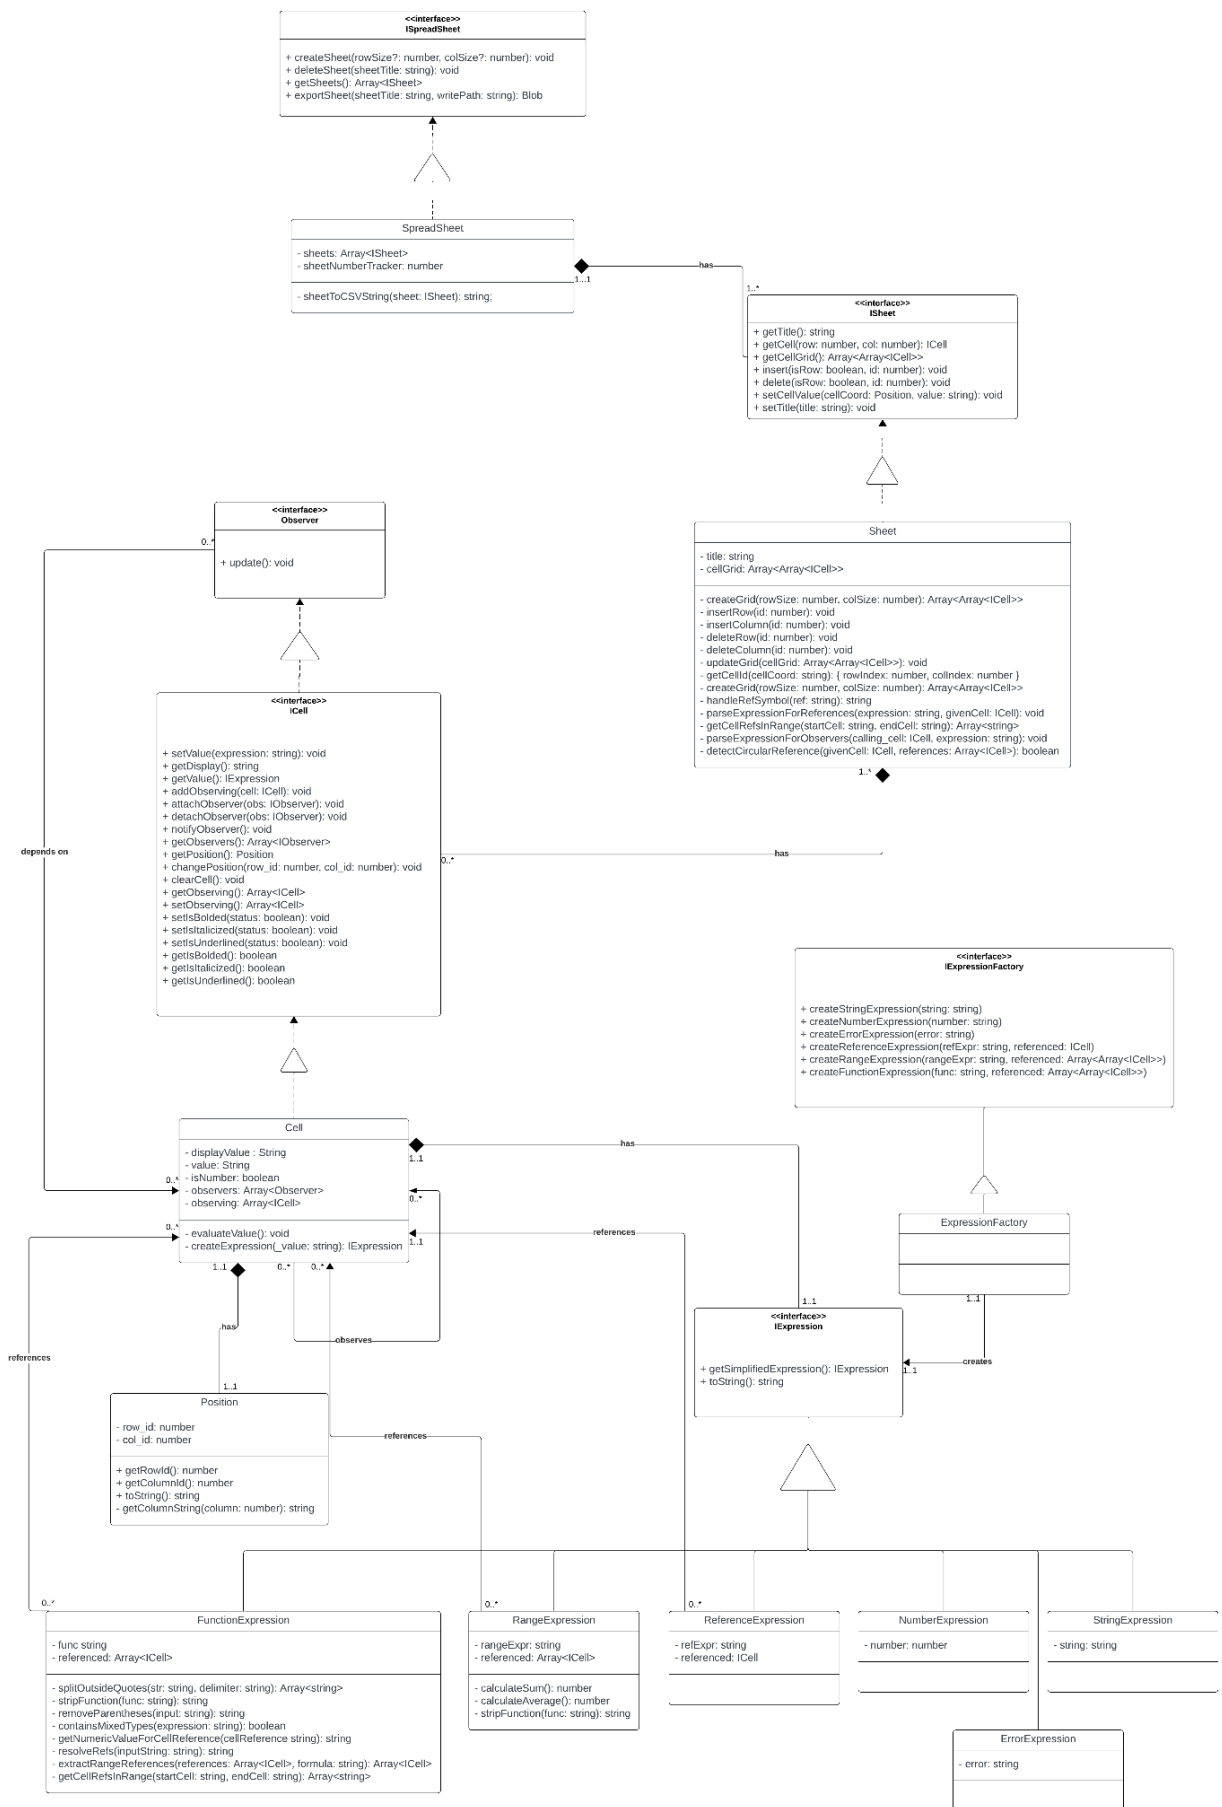 <<interface>>
ISpreadSheet
+ createSheet(rowSize?: number, colSize?: number): void
+ deleteSheet(sheetTitle: string): void
+ getSheets(): Array<ISheet>
+ exportSheet(sheetTitle: string, writePath: string): Blob
SpreadSheet
- sheets: Array<ISheet>
- sheetNumberTracker: number
- sheetToCSVString(sheet: ISheet): string;
has
1...1
1..*
<<interface>>
ISheet
+ getTitle(): string
+ getCell(row: number, col: number): ICell
+ getCellGrid(): Array<Array<ICell>>
+ insert(isRow: boolean, id: number): void
+ delete(isRow: boolean, id: number): void
+ setCellValue(cellCoord: Position, value: string): void
+ setTitle(title: string): void
<<interface>>
Observer
+ update(): void
0..*
Sheet
- title: string
- cellGrid: Array<Array<ICell>>
- createGrid(rowSize: number, colSize: number): Array<Array<ICell>>
- insertRow(id: number): void
- insertColumn(id: number): void
- deleteRow(id: number): void
- deleteColumn(id: number): void
- updateGrid(cellGrid: Array<Array<ICell>>): void
- getCellId(cellCoord: string): { rowIndex: number, colIndex: number }
- createGrid(rowSize: number, colSize: number): Array<Array<ICell>>
- handleRefSymbol(ref: string): string
- parseExpressionForReferences(expression: string, givenCell: ICell): void
- getCellRefsInRange(startCell: string, endCell: string): Array<string>
- parseExpressionForObservers(calling_cell: ICell, expression: string): void
- detectCircularReference(givenCell: ICell, references: Array<ICell>): boolean
1..*
has
0..*
<<interface>>
ICell
+ setValue(expression: string): void
+ getDisplay(): string
+ getValue(): IExpression
+ addObserving(cell: ICell): void
+ attachObserver(obs: IObserver): void
+ detachObserver(obs: IObserver): void
+ notifyObserver(): void
+ getObservers(): Array<IObserver>
+ getPosition(): Position
+ changePosition(row_id: number, col_id: number): void
+ clearCell(): void
+ getObserving(): Array<ICell>
+ setObserving(): Array<ICell>
+ setIsBolded(status: boolean): void
+ setIsItalicized(status: boolean): void
+ setIsUnderlined(status: boolean): void
+ getIsBolded(): boolean
+ getIsItalicized(): boolean
+ getIsUnderlined(): boolean
depends on
<<interface>>
IExpressionFactory
+ createStringExpression(string: string)
+ createNumberExpression(number: string)
+ createErrorExpression(error: string)
+ createReferenceExpression(refExpr: string, referenced: ICell)
+ createRangeExpression(rangeExpr: string, referenced: Array<Array<ICell>>)
+ createFunctionExpression(func: string, referenced: Array<Array<ICell>>)
Cell
- displayValue : String
- value: String
- isNumber: boolean
- observers: Array<Observer>
- observing: Array<ICell>
- evaluateValue(): void
- createExpression(_value: string): IExpression
has
1..1
0..*
0..*
0..*
1..1
references
1..1
0..*
0..*
observes
ExpressionFactory
1..1
creates
1..1
1..1
<<interface>>
IExpression
+ getSimplifiedExpression(): IExpression
+ toString(): string
has
1..1
references
Position
- row_id: number
- col_id: number
+ getRowId(): number
+ getColumnId(): number
+ toString(): string
- getColumnString(column: number): string
references
0..*
FunctionExpression
- func string
- referenced: Array<ICell>
- splitOutsideQuotes(str: string, delimiter: string): Array<string>
- stripFunction(func: string): string
- removeParentheses(input: string): string
- containsMixedTypes(expression: string): boolean
- getNumericValueForCellReference(cellReference string): string
- resolveRefs(inputString: string): string
- extractRangeReferences(references: Array<ICell>, formula: string): Array<ICell>
- getCellRefsInRange(startCell: string, endCell: string): Array<string>
0..*
RangeExpression
- rangeExpr: string
- referenced: Array<ICell>
- calculateSum(): number
- calculateAverage(): number
- stripFunction(func: string): string
0..*
ReferenceExpression
- refExpr: string
- referenced: ICell
NumberExpression
- number: number
StringExpression
- string: string
ErrorExpression
- error: string